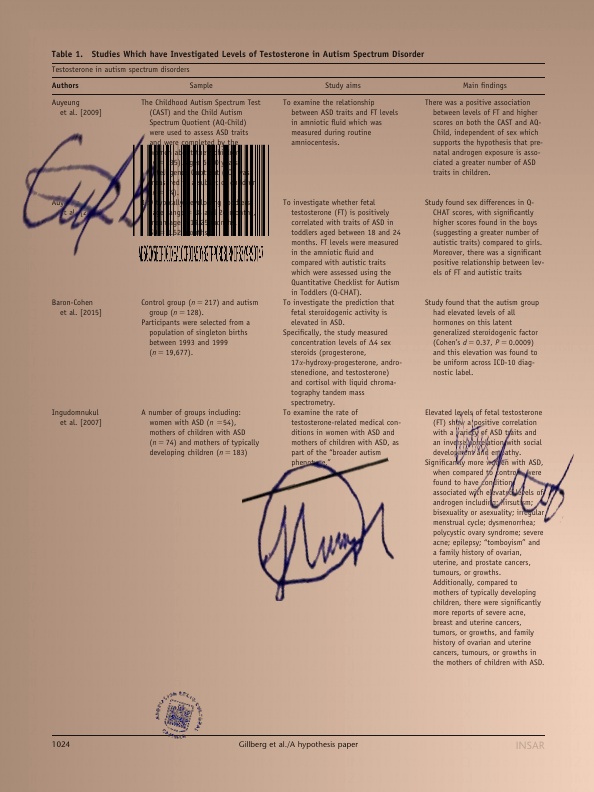 Table 1. Studies Which have Investigated Levels of Testosterone in Autism Spectrum Disorder
Testosterone in autism spectrum disorders
Authors Sample Study aims Main findings
Auyeung
et al. [2009]
The Childhood Autism Spectrum Test
(CAST) and the Child Autism
Spectrum Quotient (AQ-Child)
were used to assess ASD traits
and were completed by the
To examine the relationship
between ASD traits and FT levels
in amniotic fluid which was
measured during routine
amniocentesis.
There was a positive association
between levels of FT and higher
scores on both the CAST and AQ-
Child, independent of sex which
supports the hypothesis that pre-
natal androgen exposure is asso-
ciated a greater number of ASD
traits in children.
To investigate whether fetal
testosterone (FT) is positively
correlated with traits of ASD in
toddlers aged between 18 and 24
months. FT levels were measured
in the amniotic fluid and
compared with autistic traits
which were assessed using the
Quantitative Checklist for Autism
in Toddlers (Q-CHAT).
Study found sex differences in Q-
CHAT scores, with significantly
higher scores found in the boys
(suggesting a greater number of
autistic traits) compared to girls.
Moreover, there was a significant
positive relationship between lev-
els of FT and autistic traits
Baron-Cohen
et al. [2015]
Control group (n = 217) and autism
group (n = 128).
Participants were selected from a
population of singleton births
between 1993 and 1999
(n = 19,677).
To investigate the prediction that
fetal steroidogenic activity is
elevated in ASD.
Specifically, the study measured
concentration levels of Δ4 sex
steroids (progesterone,
17α-hydroxy-progesterone, andro-
stenedione, and testosterone)
and cortisol with liquid chroma-
tography tandem mass
spectrometry.
Study found that the autism group
had elevated levels of all
hormones on this latent
generalized steroidogenic factor
(Cohen's d = 0.37, P = 0.0009)
and this elevation was found to
be uniform across ICD-10 diag-
nostic label.
Ingudomnukul
et al. [2007]
A number of groups including:
women with ASD (n =54),
mothers of children with ASD
(n = 74) and mothers of typically
developing children (n = 183)
To examine the rate of
testosterone-related medical con-
ditions in women with ASD and
mothers of children with ASD, as
part of the "broader autism
phenotype."
Elevated levels of fetal testosterone
(FT) show a positive correlation
with a variety of ASD traits and
an inverse correlation with social
development and empathy.
Significantly more women with ASD,
when compared to controls, were
found to have conditions
associated with elevated levels of
androgen including: hirsutism;
bisexuality or asexuality; irregular
menstrual cycle; dysmenorrhea;
polycystic ovary syndrome; severe
acne; epilepsy; "tomboyism" and
a family history of ovarian,
uterine, and prostate cancers,
tumours, or growths.
Additionally, compared to
mothers of typically developing
children, there were significantly
more reports of severe acne,
breast and uterine cancers,
tumors, or growths, and family
history of ovarian and uterine
cancers, tumours, or growths in
the mothers of children with ASD.
1024 Gillberg et al./A hypothesis paper INSAR